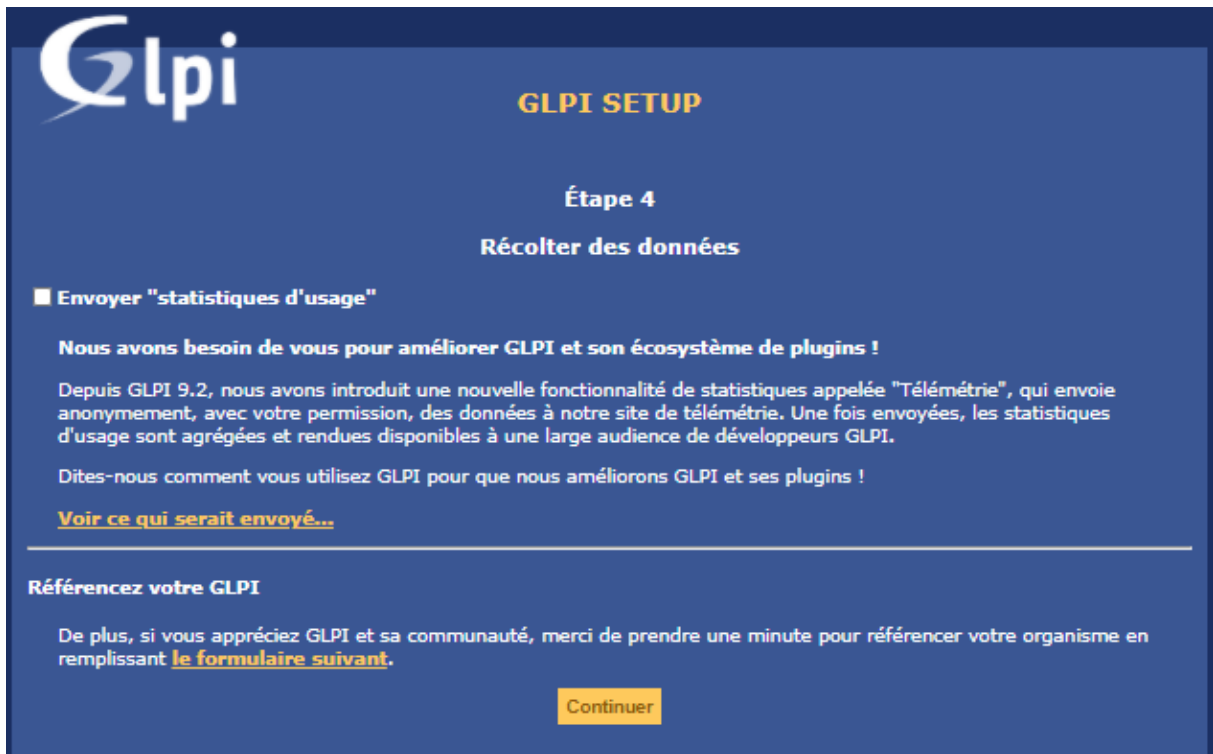 Glpi
GLPI SETUP
Étape 4
Récolter des données
Envoyer "statistiques d'usage"
Nous avons besoin de vous pour améliorer GLPI et son écosystème de plugins !
Depuis GLPI 9.2, nous avons introduit une nouvelle fonctionnalité de statistiques appelée "Télémétrie", qui envoie
anonymement, avec votre permission, des données à notre site de télémétrie. Une fois envoyées, les statistiques
d'usage sont agrégées et rendues disponibles à une large audience de développeurs GLPI.
Dites-nous comment vous utilisez GLPI pour que nous améliorons GLPI et ses plugins !
Voir ce qui serait envoyé...
Référencez votre GLPI
De plus, si vous appréciez GLPI et sa communauté, merci de prendre une minute pour référencer votre organisme en
remplissant le formulaire suivant.
Continuer